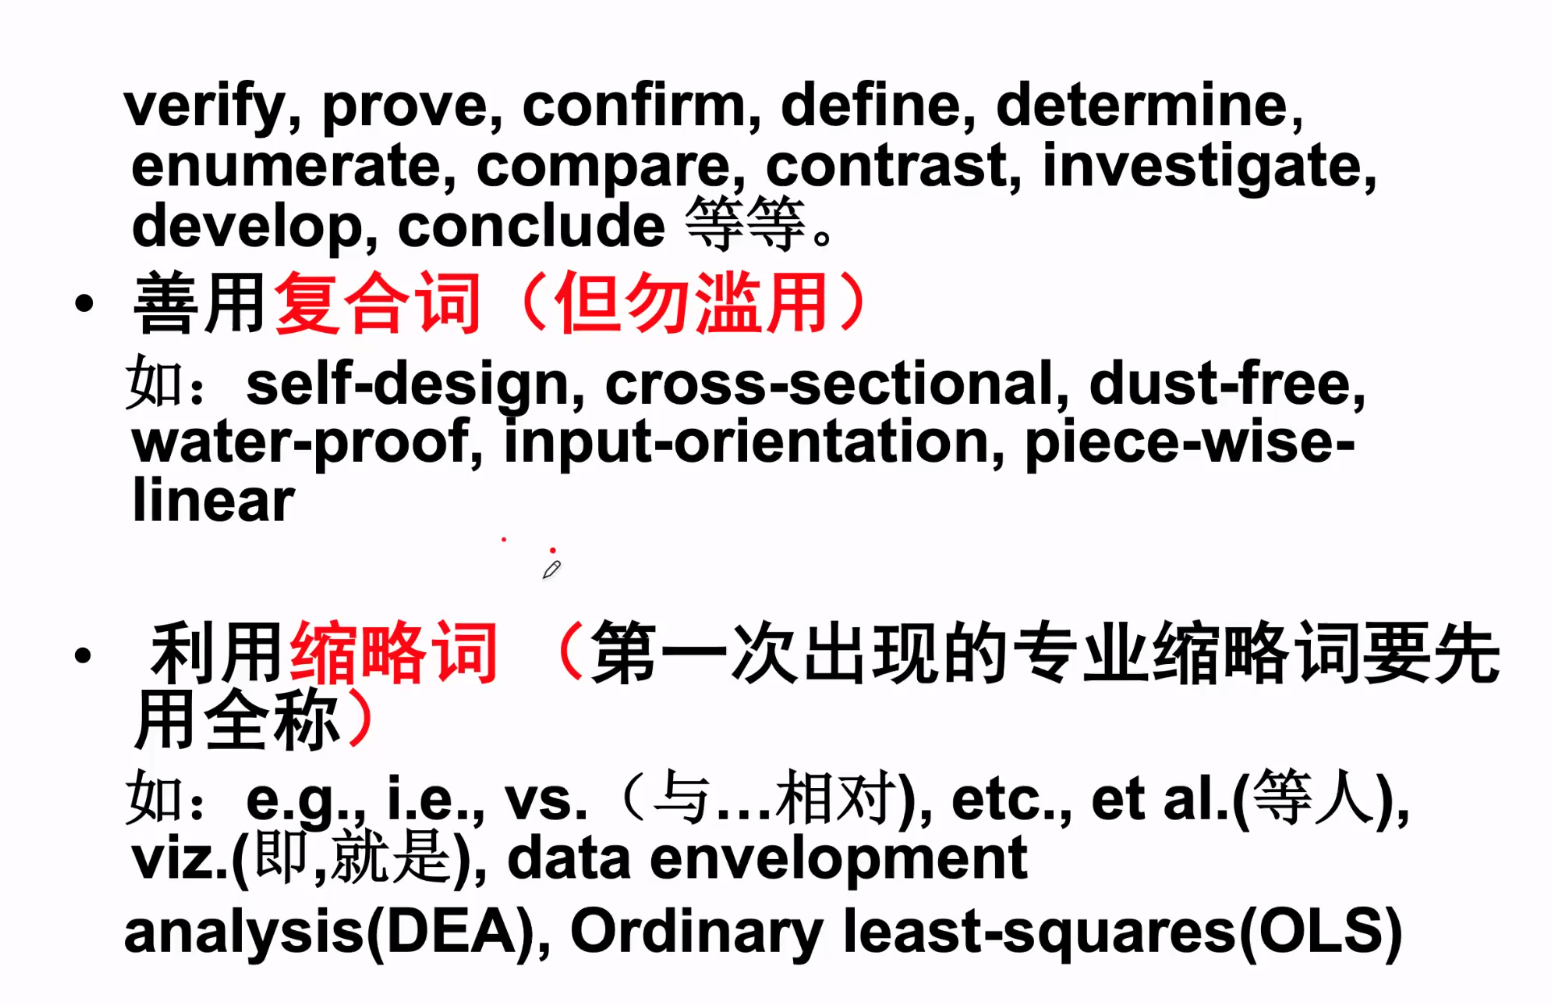 verify, prove, confirm, define, determine,
enumerate, compare, contrast, investigate,
develop, conclude 等等。
• 善用复合词（但勿滥用）
如：self-design, cross-sectional, dust-free,
water-proof, input-orientation, piece-wise-
linear
• 利用缩略词 （第一次出现的专业缩略词要先
用全称）
如：e.g., i.e., vs.（与…相对), etc., et al.(等人),
viz.(即,就是), data envelopment
analysis(DEA), Ordinary least-squares(OLS)